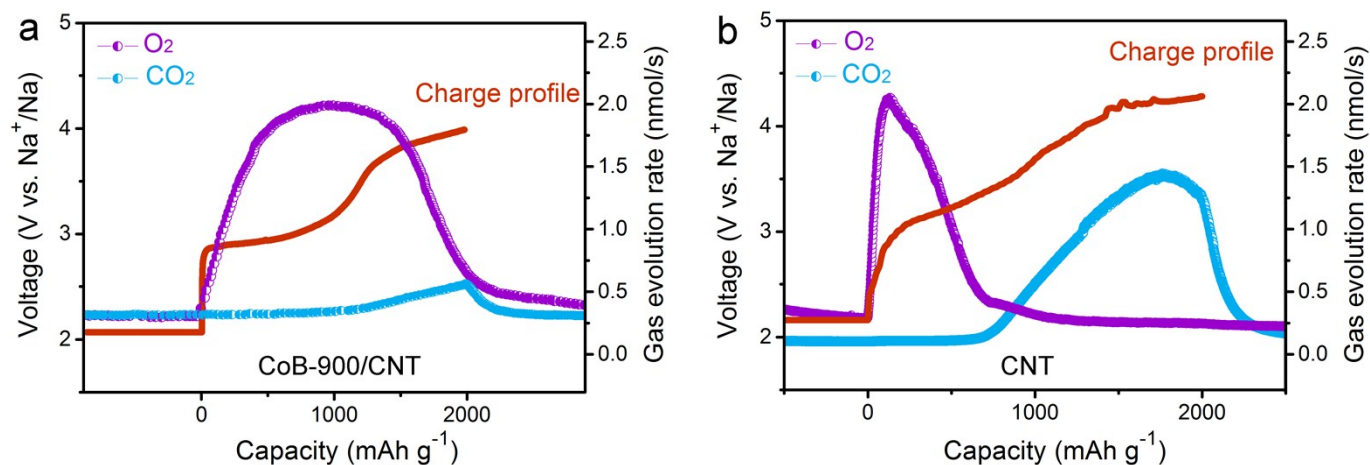 a
O2
CO2
Charge profile
CoB-900/CNT
Voltage (V vs. Na+/Na)
5
4
3
2
Gas evolution rate (nmol/s)
2.5
2.0
1.5
1.0
0.5
0.0
0 1000 2000
Capacity (mAh g-1)
b
O2
CO2
Charge profile
CNT
Voltage (V vs. Na+/Na)
5
4
3
2
Gas evolution rate (nmol/s)
2.5
2.0
1.5
1.0
0.5
0.0
0 1000 2000
Capacity (mAh g-1)